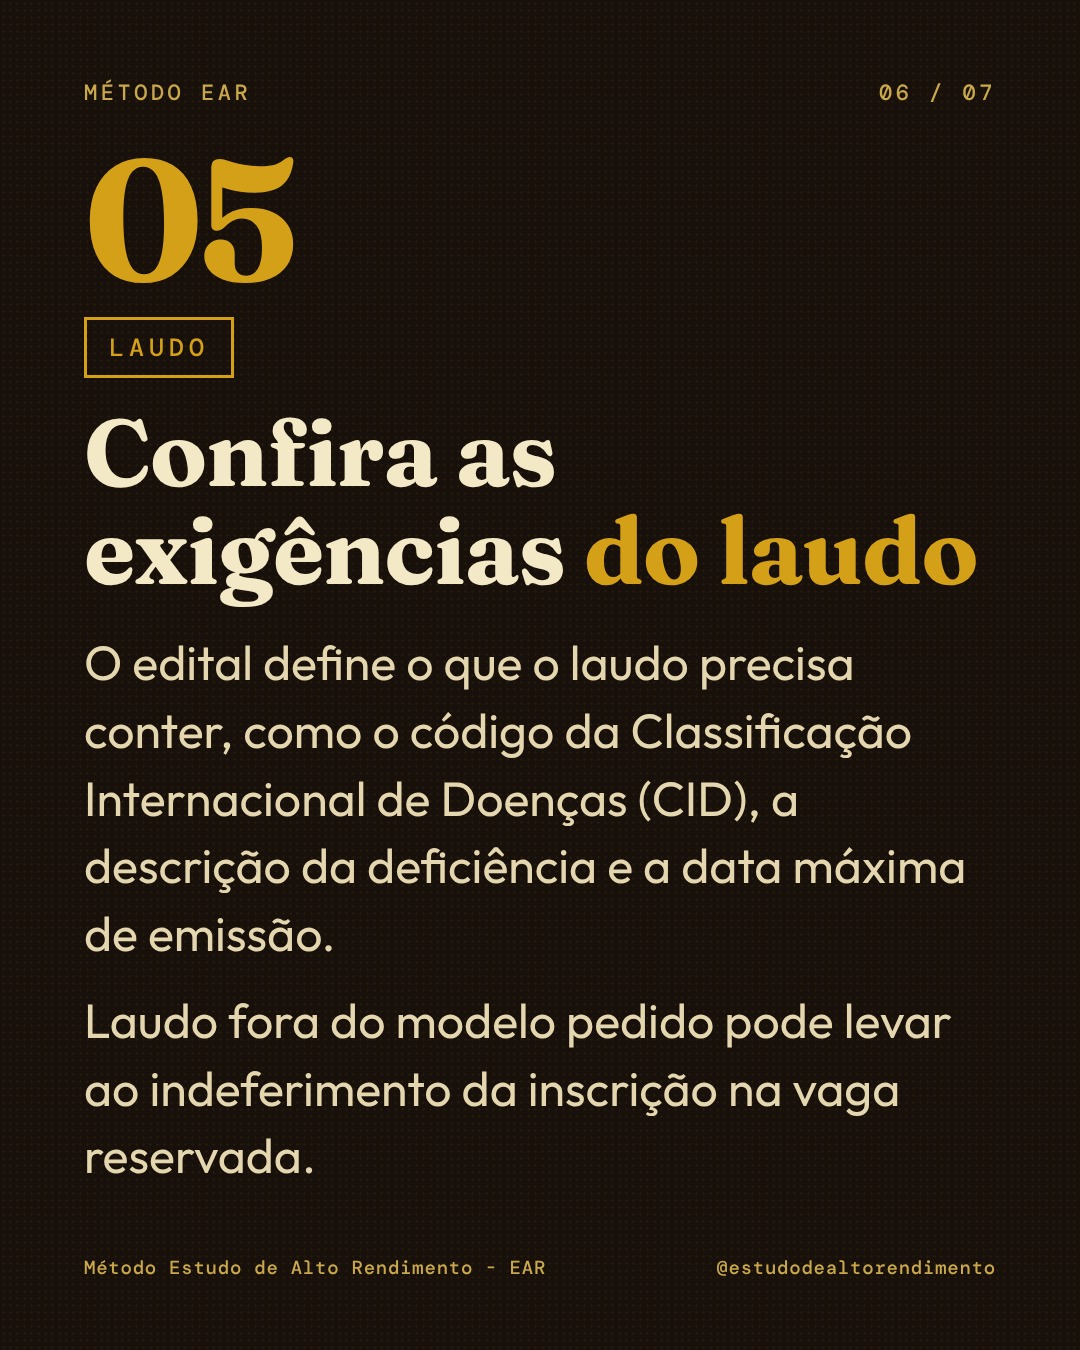 MÉTODO EAR
06 / 07
05
LAUDO
Confira as
exigências do laudo
O edital define o que o laudo precisa
conter, como o código da Classificação
Internacional de Doenças (CID), a
descrição da deficiência e a data máxima
de emissão.
Laudo fora do modelo pedido pode levar
ao indeferimento da inscrição na vaga
reservada.
Método Estudo de Alto Rendimento - EAR
@estudodealtorendimento